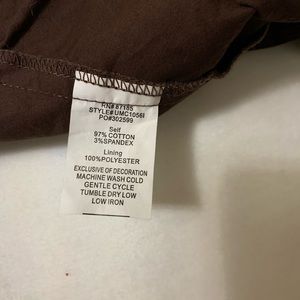 RN# 87185
STYLE# UMC1056I
PO#302599
Self
97% COTTON
3%SPANDEX
Lining
100%POLYESTER
EXCLUSIVE OF DECORATION
MACHINE WASH COLD
GENTLE CYCLE
TUMBLE DRY LOW
LOW IRON